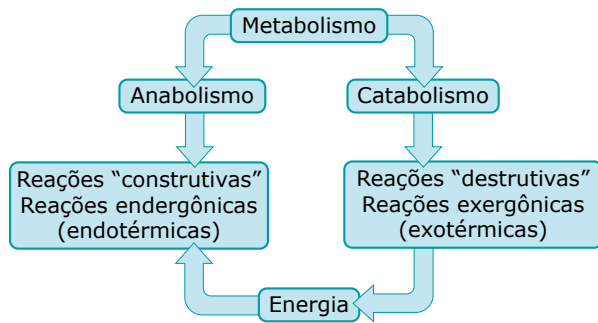 Metabolismo
Anabolismo
Catabolismo
Reações “construtivas”
Reações endergônicas
(endotérmicas)
Reações “destrutivas”
Reações exergônicas
(exotérmicas)
Energia